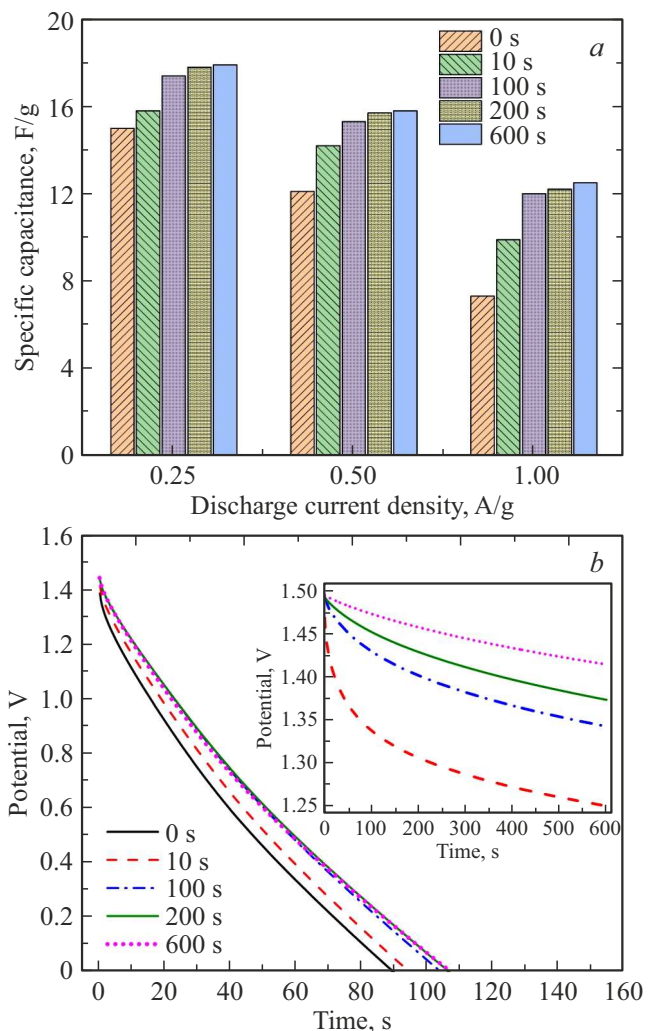 20
16
12
8
4
0
Specific capacitance, F/g
a
0 s
10 s
100 s
200 s
600 s
0.25 0.50 1.00
Discharge current density, A/g
1.6
1.4
1.2
1.0
0.8
0.6
0.4
0.2
0
Potential, V
b
0 s
10 s
100 s
200 s
600 s
1.50
1.45
1.40
1.35
1.30
1.25
Potential, V
0 100 200 300 400 500 600
Time, s
0 20 40 60 80 100 120 140 160
Time, s